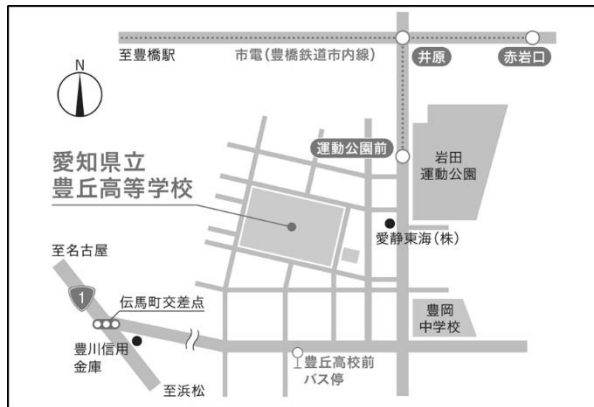 至豊橋駅
市電(豊橋鉄道市内線)
井原
赤岩口
N
運動公園前
岩田
運動公園
愛知県立
豊丘高等学校
愛静東海(株)
至名古屋
1
伝馬町交差点
豊川信用
金庫
至浜松
豊岡
中学校
豊丘高校前
バス停